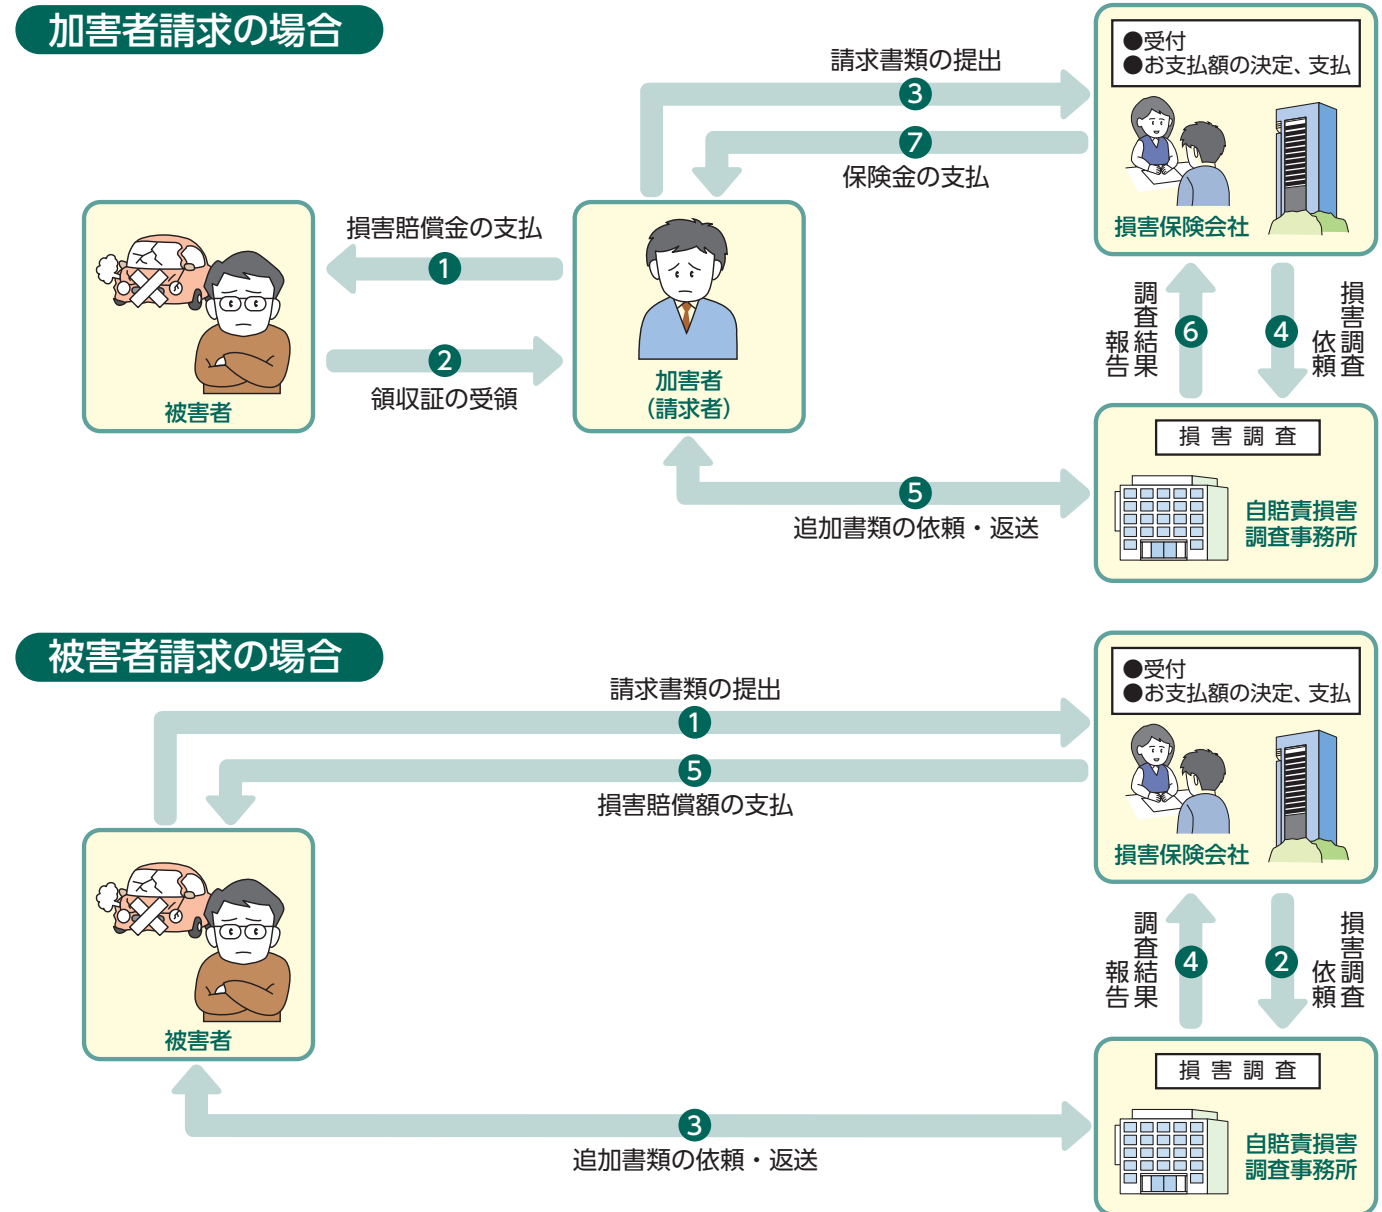 加害者請求の場合
●受付
●お支払額の決定、支払
請求書類の提出
3
7
保険金の支払
損害保険会社
損害賠償金の支払
1
2
領収証の受領
被害者
加害者
(請求者)
調査結果
報告
6
4
損害調査
依頼
損害調査
自賠責損害
調査事務所
5
追加書類の依頼・返送
被害者請求の場合
●受付
●お支払額の決定、支払
請求書類の提出
1
5
損害賠償額の支払
損害保険会社
被害者
調査結果
報告
4
2
損害調査
依頼
損害調査
自賠責損害
調査事務所
3
追加書類の依頼・返送